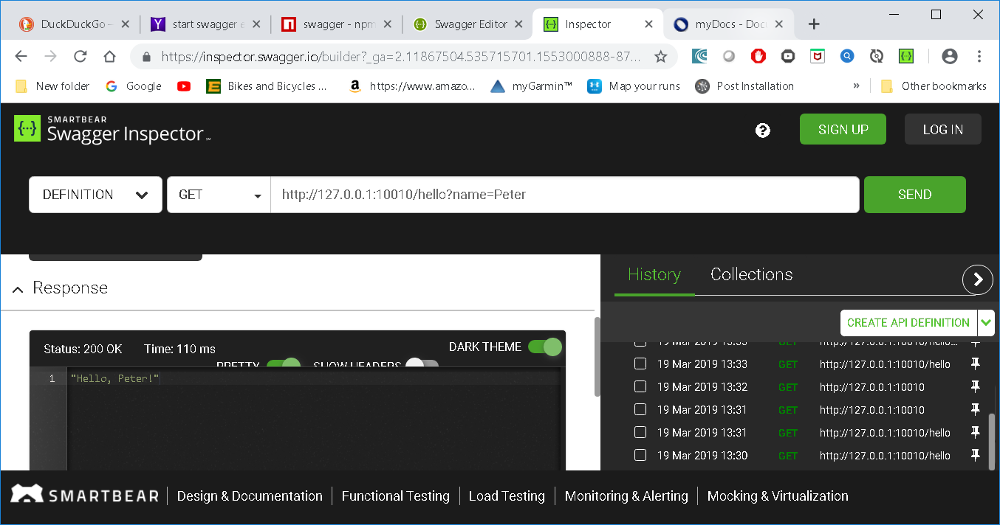 DuckDuckGo —
start swagger e
swagger - npm
Swagger Editor
Inspector
myDocs - Doc
https://inspector.swagger.io/builder?_ga=2.11867504.535715701.1553000888-87...
New folder
Google
Bikes and Bicycles ...
https://www.amazo...
myGarmin™
Map your runs
Post Installation
»
Other bookmarks
SMARTBEAR
Swagger Inspector
SIGN UP
LOG IN
DEFINITION
GET
http://127.0.0.1:10010/hello?name=Peter
SEND
Response
History
Collections
CREATE API DEFINITION
Status: 200 OK
Time: 110 ms
DARK THEME
PRETTY
SHOW HEADERS
1 "Hello, Peter!"
19 Mar 2019 13:33 GET http://127.0.0.1:10010/hello...
19 Mar 2019 13:33 GET http://127.0.0.1:10010/hello
19 Mar 2019 13:32 GET http://127.0.0.1:10010
19 Mar 2019 13:31 GET http://127.0.0.1:10010
19 Mar 2019 13:31 GET http://127.0.0.1:10010/hello
19 Mar 2019 13:30 GET http://127.0.0.1:10010/hello
SMARTBEAR
Design & Documentation
Functional Testing
Load Testing
Monitoring & Alerting
Mocking & Virtualization